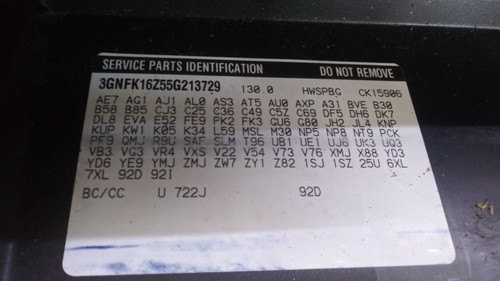 SERVICE PARTS IDENTIFICATION DO NOT REMOVE
3GNFK16Z55G213729 130.0 HWSPBG CK15906
AE7 AG1 AJ1 AL0 AS3 AT5 AU0 AXP A31 BVE B30
B58 B85 CJ3 C25 C36 C49 C5Z C69 DF5 DH6 DK7
DL8 EVA E52 FE9 PK2 FK3 GU6 G80 JH2 JL4 KNP
KUP KW1 K05 K34 L59 MSL M30 NP5 NP8 NT9 PCK
PF9 QMJ R9U SAF SLM T96 UB1 UE1 UJ6 UK3 UQ3
VB3 VG3 VR4 VXS V22 V54 V73 V76 XMJ X88 YD3
YD6 YE9 YMJ ZMJ ZW7 ZY1 Z82 1SJ 1SZ 25U 6XL
7XL 92D 92I
BC/CC U 722J 92D